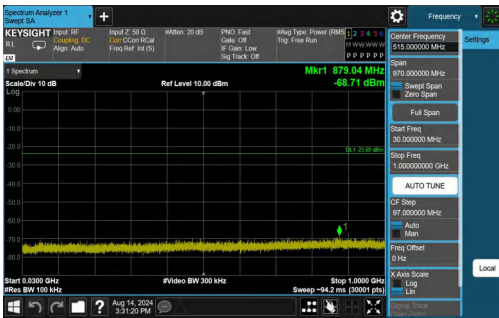 Spectrum Analyzer 1
Swept SA
+
Frequency
KEYSIGHT
RL
Input: RF
Coupling: DC
Align: Auto
Input Z: 50 Ω
Corr CCorr RCal
Freq Ref: Int (S)
#Atten: 20 dB
PNO: Fast
Gate: Off
IF Gain: Low
Sig Track: Off
#Avg Type: Power (RMS)
Trig: Free Run
1 2 3 4 5 6
M W W W W W
P P P P P P
1 Spectrum
Scale/Div 10 dB
Log
Ref Level 10.00 dBm
Mkr1 879.04 MHz
-68.71 dBm
0.00
-10.0
-20.0
DL1 -23.69 dBm
-30.0
-40.0
-50.0
-60.0
1
-70.0
-80.0
Start 0.0300 GHz
#Res BW 100 kHz
#Video BW 300 kHz
Stop 1.0000 GHz
Sweep ~94.2 ms (30001 pts)
?
Aug 14, 2024
3:31:20 PM
Center Frequency
515.000000 MHz
Span
970.000000 MHz
Swept Span
Zero Span
Full Span
Start Freq
30.000000 MHz
Stop Freq
1.000000000 GHz
AUTO TUNE
CF Step
97.000000 MHz
Auto
Man
Freq Offset
0 Hz
X Axis Scale
Log
Lin
Signal Track
Settings
Local